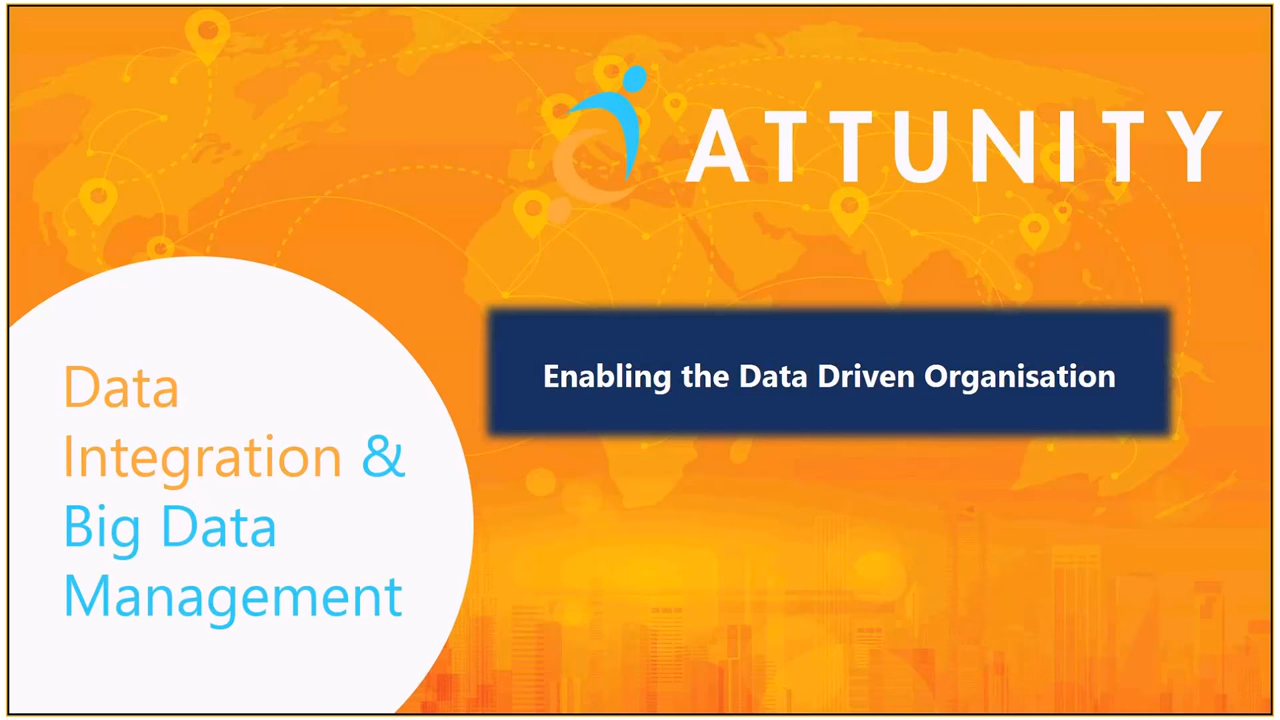 ATTUNITY
Enabling the Data Driven Organisation
Data
Integration &
Big Data
Management